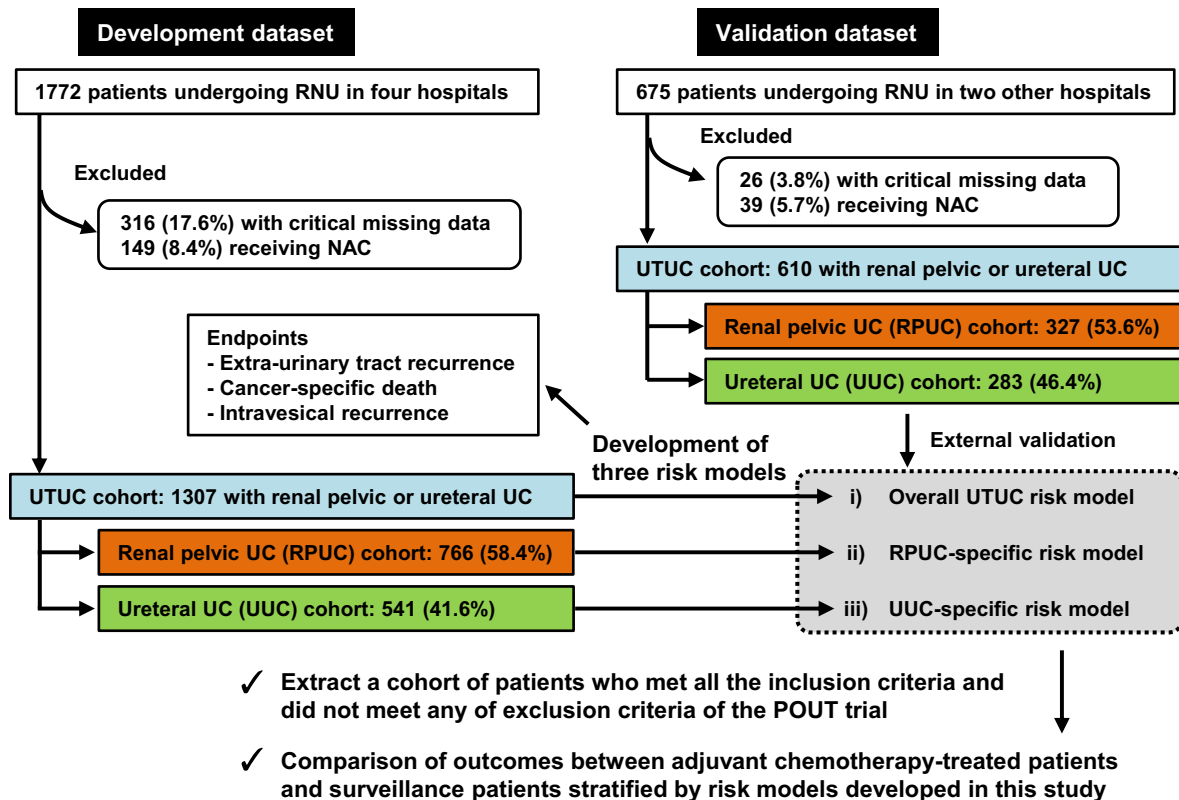 Development dataset
1772 patients undergoing RNU in four hospitals
Excluded
316 (17.6%) with critical missing data
149 (8.4%) receiving NAC
Endpoints
- Extra-urinary tract recurrence
- Cancer-specific death
- Intravesical recurrence
UTUC cohort: 1307 with renal pelvic or ureteral UC
Renal pelvic UC (RPUC) cohort: 766 (58.4%)
Ureteral UC (UUC) cohort: 541 (41.6%)
Validation dataset
675 patients undergoing RNU in two other hospitals
Excluded
26 (3.8%) with critical missing data
39 (5.7%) receiving NAC
UTUC cohort: 610 with renal pelvic or ureteral UC
Renal pelvic UC (RPUC) cohort: 327 (53.6%)
Ureteral UC (UUC) cohort: 283 (46.4%)
External validation
Development of
three risk models
i) Overall UTUC risk model
ii) RPUC-specific risk model
iii) UUC-specific risk model
✓ Extract a cohort of patients who met all the inclusion criteria and
did not meet any of exclusion criteria of the POUT trial
✓ Comparison of outcomes between adjuvant chemotherapy-treated patients
and surveillance patients stratified by risk models developed in this study